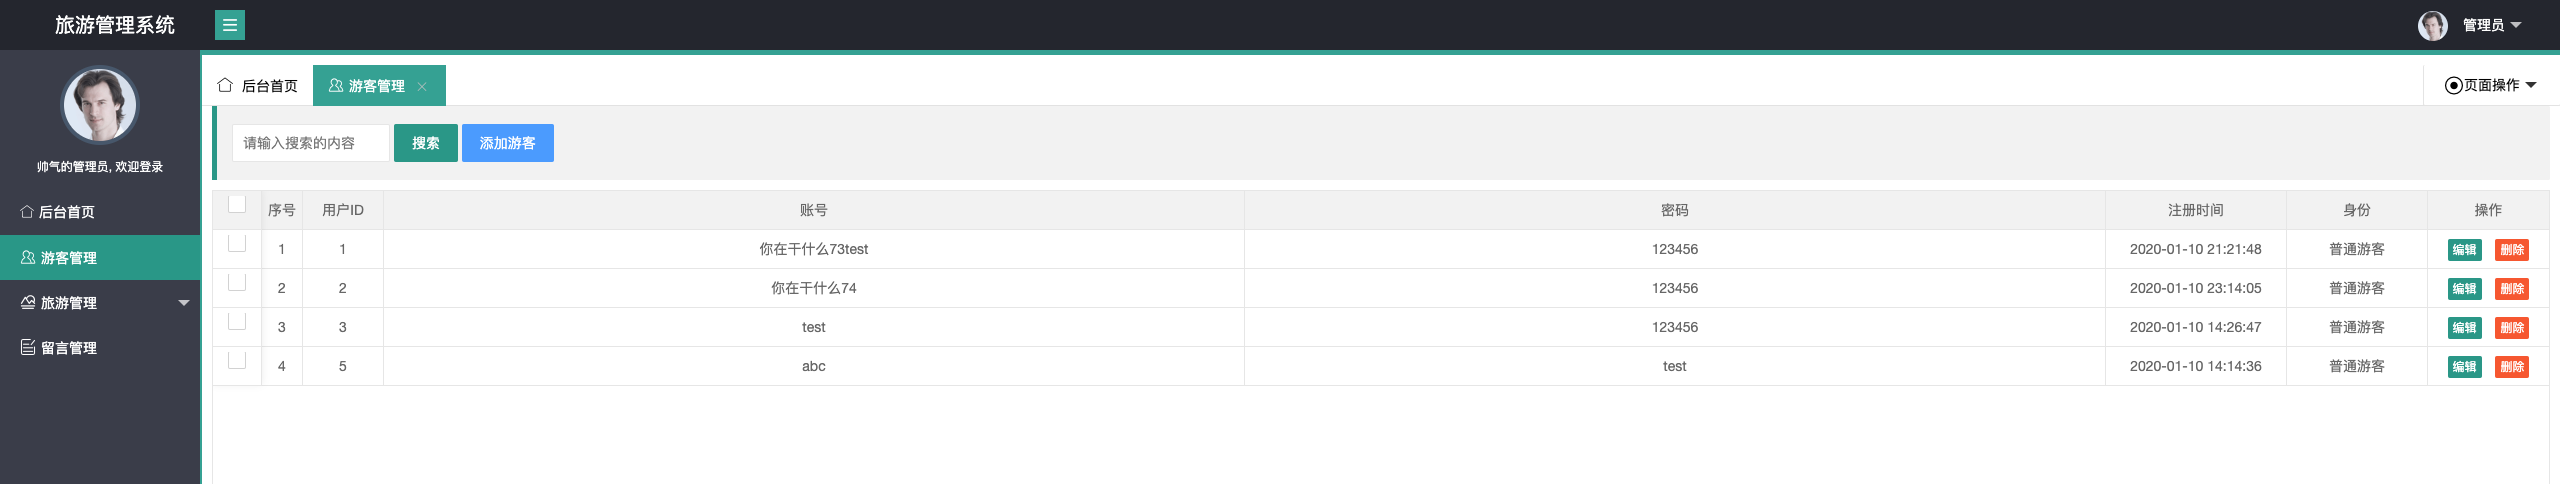 旅游管理系统
管理员
帅气的管理员, 欢迎登录
后台首页
游客管理
旅游管理
留言管理
后台首页 游客管理
页面操作
请输入搜索的内容 搜索 添加游客
序号 用户ID 账号 密码 注册时间 身份 操作
1 1 你在干什么73test 123456 2020-01-10 21:21:48 普通游客 编辑 删除
2 2 你在干什么74 123456 2020-01-10 23:14:05 普通游客 编辑 删除
3 3 test 123456 2020-01-10 14:26:47 普通游客 编辑 删除
4 5 abc test 2020-01-10 14:14:36 普通游客 编辑 删除